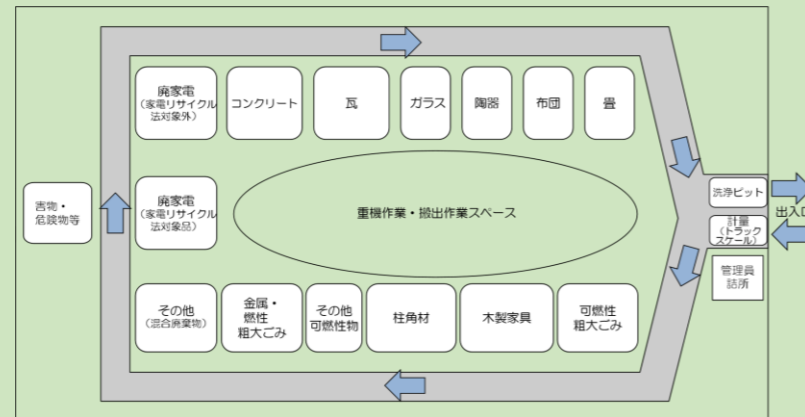 廃家電
（家電リサイクル
法対象外）
コンクリート
瓦
ガラス
陶器
布団
畳
害物・
危険物等
廃家電
（家電リサイクル
法対象品）
重機作業・搬出作業スペース
洗浄ピット
出入口
計量
（トラック
スケール）
管理員
詰所
その他
（混合廃棄物）
金属・
燃性
粗大ごみ
その他
可燃性物
柱角材
木製家具
可燃性
粗大ごみ